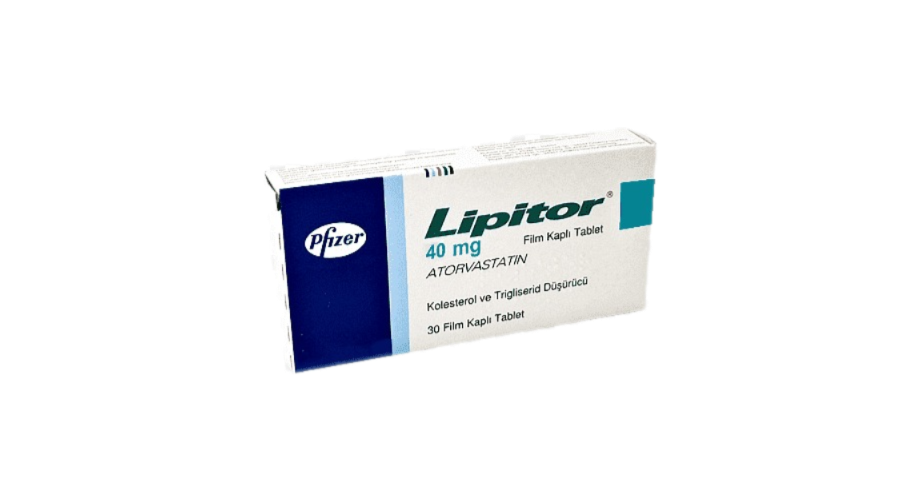 Pfizer
Lipitor®
40 mg
Film Kaplı Tablet
ATORVASTATIN
Kolesterol ve Trigliserid Düşürücü
30 Film Kaplı Tablet